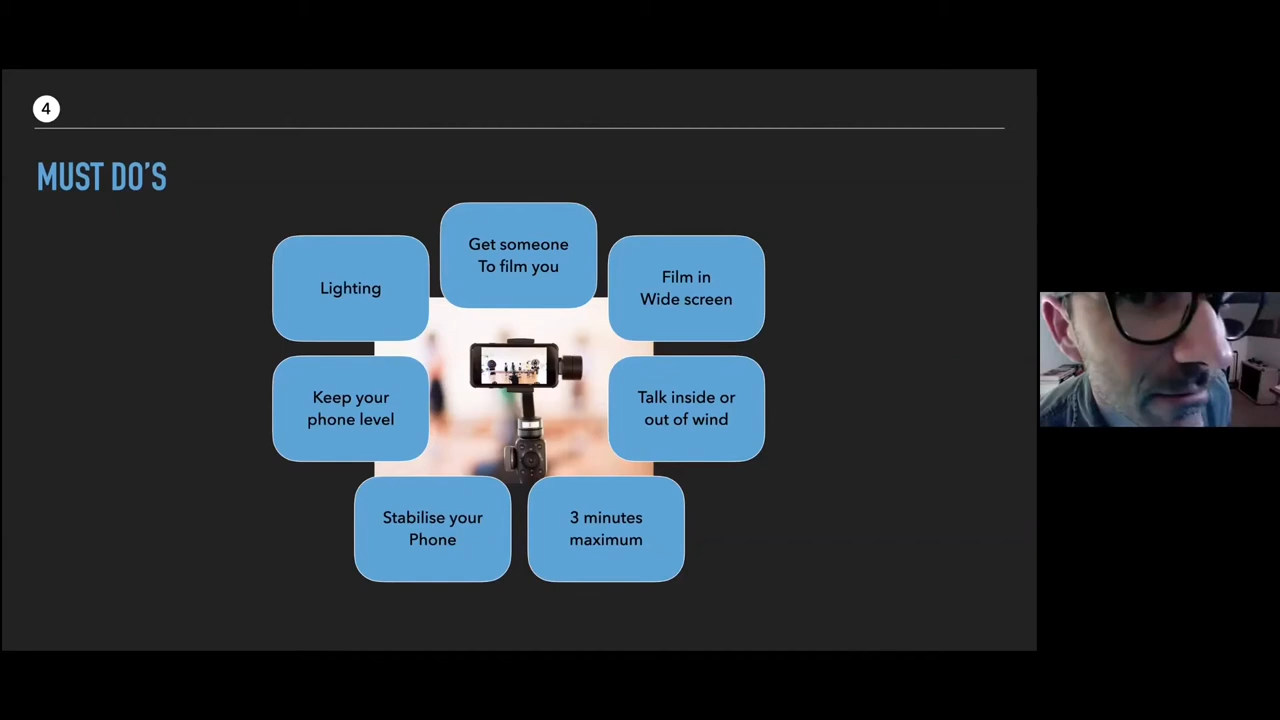 4
MUST DO’S
Get someone
To film you
Lighting
Film in
Wide screen
Keep your
phone level
Talk inside or
out of wind
Stabilise your
Phone
3 minutes
maximum